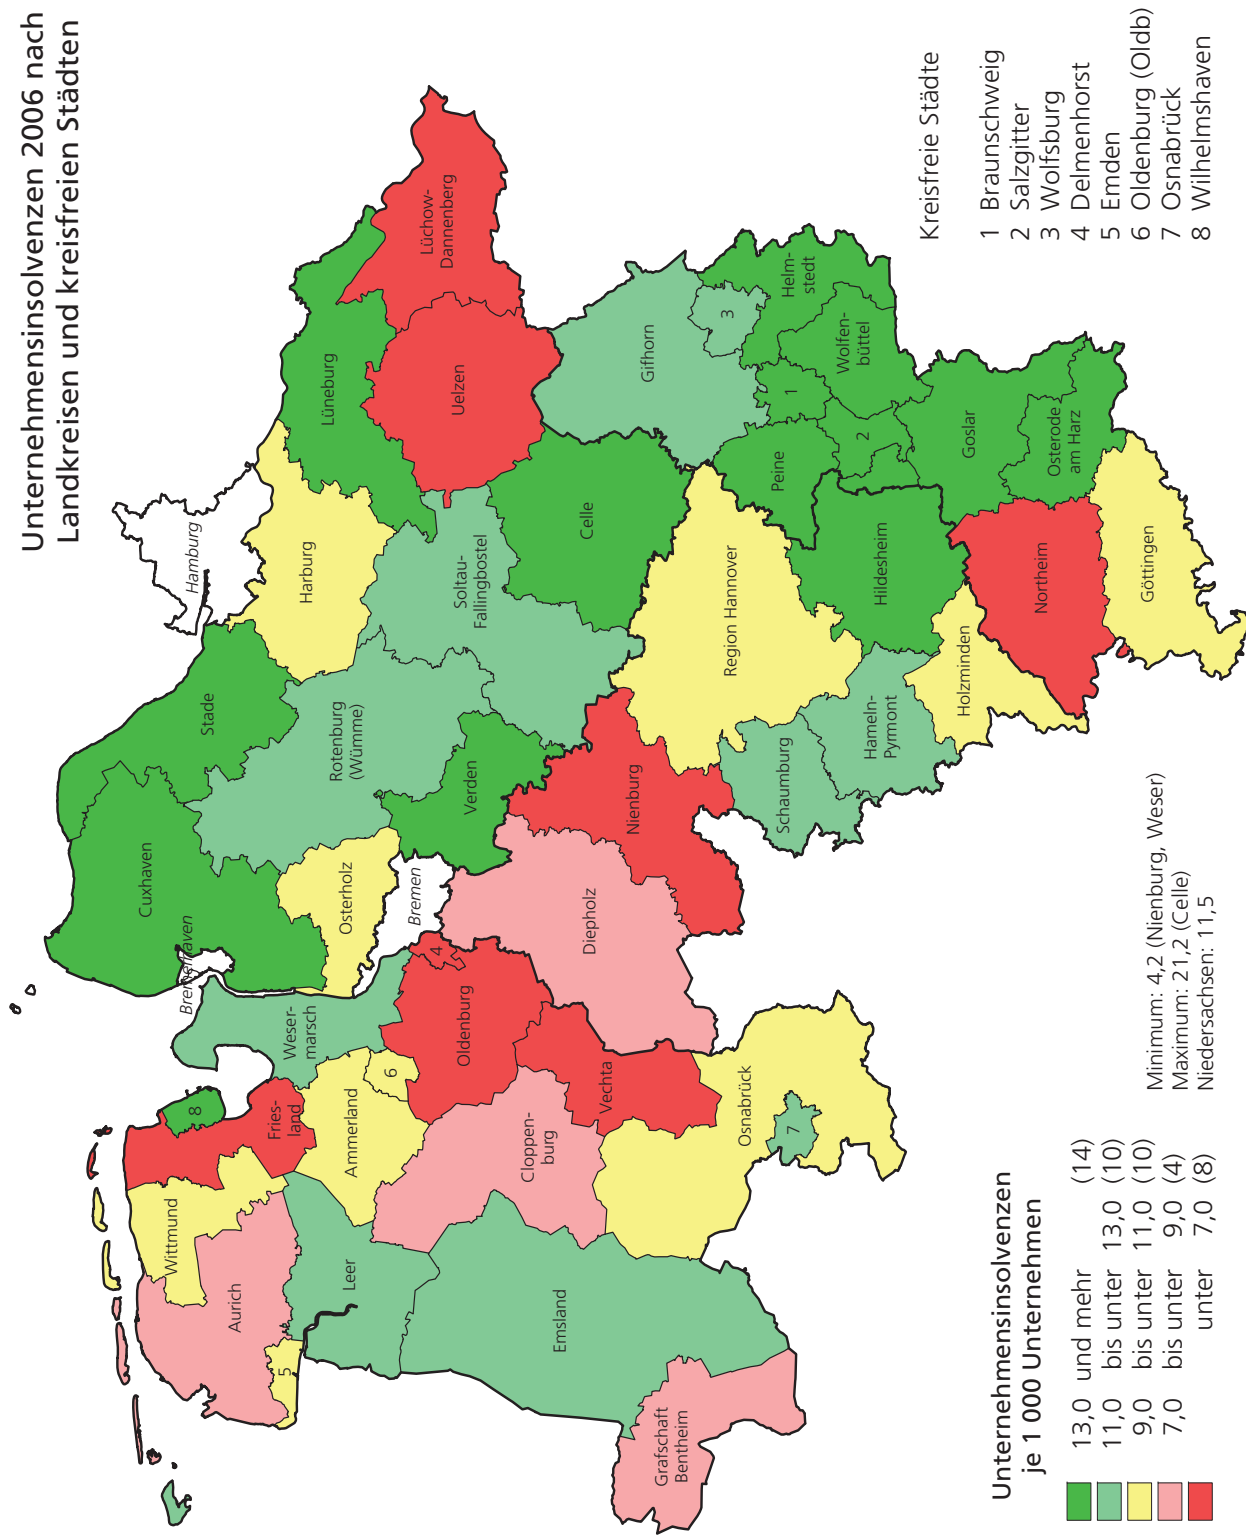 Unternehmensinsolvenzen 2006 nach
Landkreisen und kreisfreien Städten
Hamburg
Bremerhaven
Bremen
Cuxhaven
Stade
Harburg
Lüneburg
Lüchow-
Dannenberg
Uelzen
Osterholz
Rotenburg
(Wümme)
Soltau-
Fallingbostel
Verden
Celle
Gifhorn
3
Helm-
stedt
Wolfen-
büttel
1
2
Peine
Goslar
Osterode
am Harz
Hildesheim
Northeim
Göttingen
Holzminden
Region Hannover
Hameln-
Pyrmont
Schaumburg
Nienburg
Diepholz
Weser-
marsch
Oldenburg
4
6
8
Fries-
land
Ammerland
Wittmund
Aurich
5
Leer
Emsland
Cloppen-
burg
Vechta
Osnabrück
7
Grafschaft
Bentheim
Unternehmensinsolvenzen
je 1 000 Unternehmen
13,0 und mehr (14)
11,0 bis unter 13,0 (10)
9,0 bis unter 11,0 (10)
7,0 bis unter 9,0 (4)
unter 7,0 (8)
Minimum: 4,2 (Nienburg, Weser)
Maximum: 21,2 (Celle)
Niedersachsen: 11,5
Kreisfreie Städte
1 Braunschweig
2 Salzgitter
3 Wolfsburg
4 Delmenhorst
5 Emden
6 Oldenburg (Oldb)
7 Osnabrück
8 Wilhelmshaven